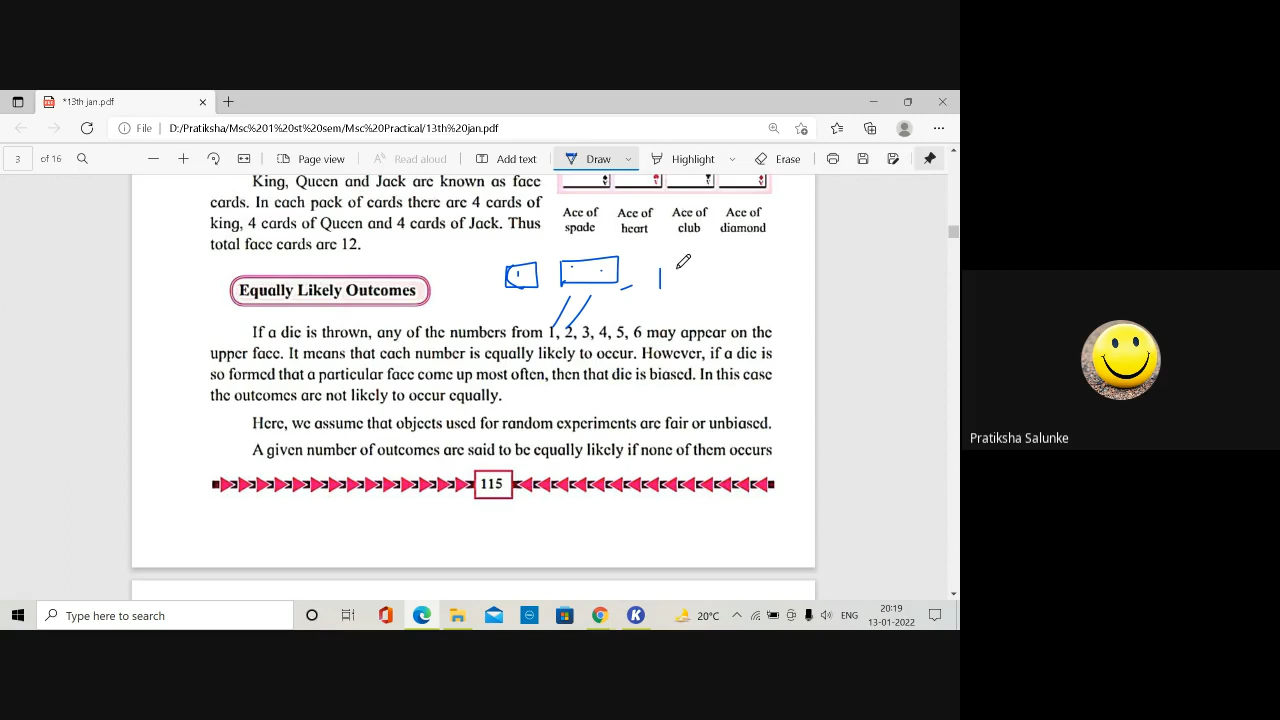 *13th jan.pdf
File
D:/Pratiksha/Msc%201%20st%20sem/Msc%20Practical/13th%20jan.pdf
3 of 16
Page view
Read aloud
Add text
Draw
Highlight
Erase
King, Queen and Jack are known as face
cards. In each pack of cards there are 4 cards of
king, 4 cards of Queen and 4 cards of Jack. Thus
total face cards are 12.
Ace of spade
Ace of heart
Ace of club
Ace of diamond
Equally Likely Outcomes
If a die is thrown, any of the numbers from 1, 2, 3, 4, 5, 6 may appear on the
upper face. It means that each number is equally likely to occur. However, if a die is
so formed that a particular face come up most often, then that die is biased. In this case
the outcomes are not likely to occur equally.
Here, we assume that objects used for random experiments are fair or unbiased.
A given number of outcomes are said to be equally likely if none of them occurs
115
Pratiksha Salunke
Type here to search
20°C
ENG
20:19
13-01-2022